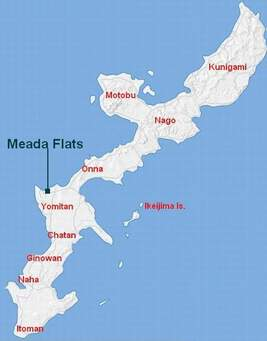 Kunigami
Motobu
Nago
Meada Flats
Onna
Yomitan
Ikeijima Is.
Chatan
Ginowan
Naha
Itoman